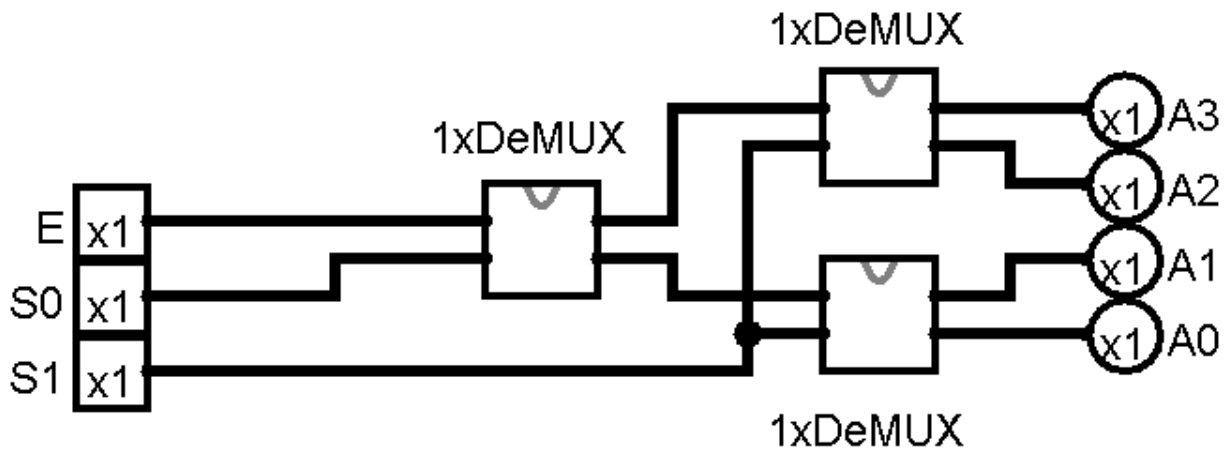 1xDeMUX
1xDeMUX
x1 A3
x1 A2
E x1
x1 A1
S0 x1
x1 A0
S1 x1
1xDeMUX